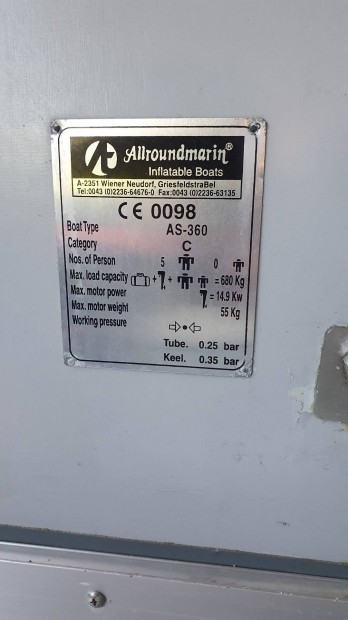 Allroundmarin®
Inflatable Boats
A-2351 Wiener Neudorf, GriesfeldstraBel
Tel:0043 (0)2236-64676-0 Fax:0043 (0)2236-63135
CE 0098
Boat Type AS-360
Category C
Nos. of Person 5 0
Max. load capacity + + = 680 Kg
Max. motor power = 14.9 Kw
Max. motor weight 55 Kg
Working pressure
Tube. 0.25 bar
Keel. 0.35 bar